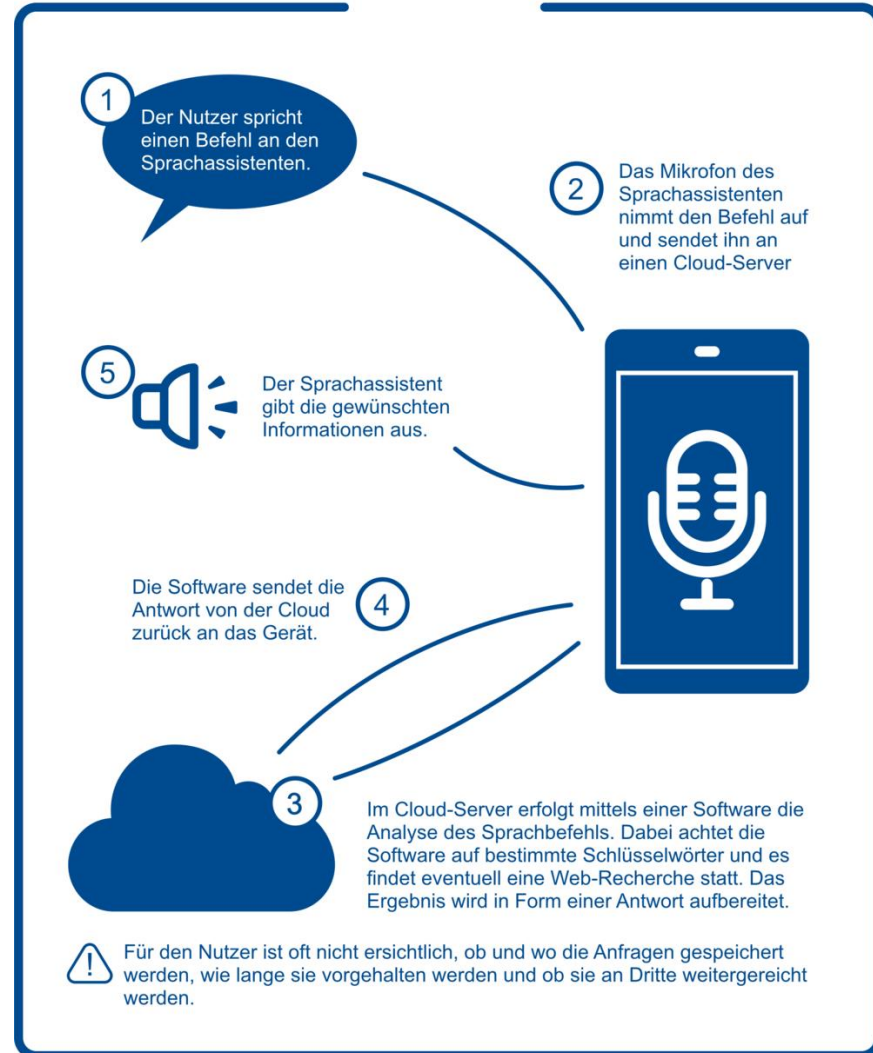 1
Der Nutzer spricht
einen Befehl an den
Sprachassistenten.
2
Das Mikrofon des
Sprachassistenten
nimmt den Befehl auf
und sendet ihn an
einen Cloud-Server
5
Der Sprachassistent
gibt die gewünschten
Informationen aus.
Die Software sendet die
Antwort von der Cloud
zurück an das Gerät.
4
3
Im Cloud-Server erfolgt mittels einer Software die
Analyse des Sprachbefehls. Dabei achtet die
Software auf bestimmte Schlüsselwörter und es
findet eventuell eine Web-Recherche statt. Das
Ergebnis wird in Form einer Antwort aufbereitet.
!
Für den Nutzer ist oft nicht ersichtlich, ob und wo die Anfragen gespeichert
werden, wie lange sie vorgehalten werden und ob sie an Dritte weitergereicht
werden.